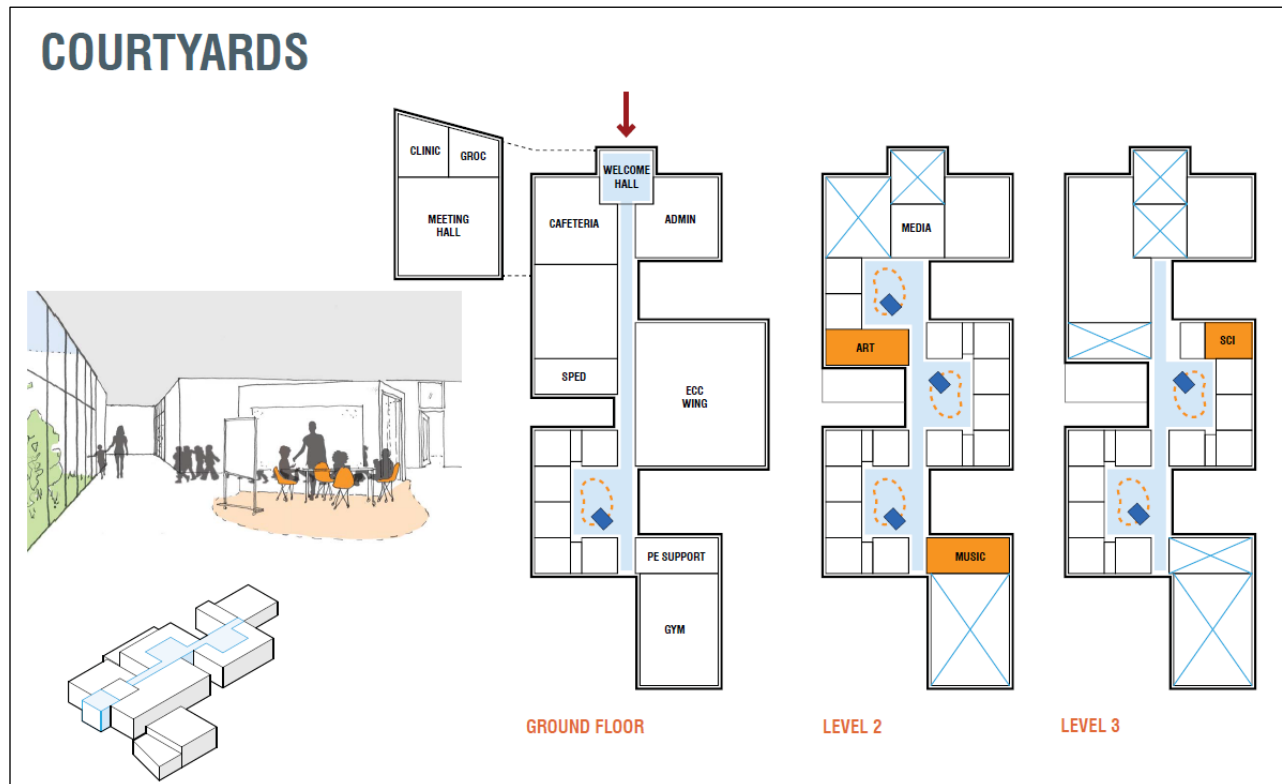 COURTYARDS
CLINIC
GROC
MEETING
HALL
WELCOME
HALL
CAFETERIA
ADMIN
SPED
ECC
WING
PE SUPPORT
GYM
GROUND FLOOR
MEDIA
ART
MUSIC
LEVEL 2
SCI
LEVEL 3